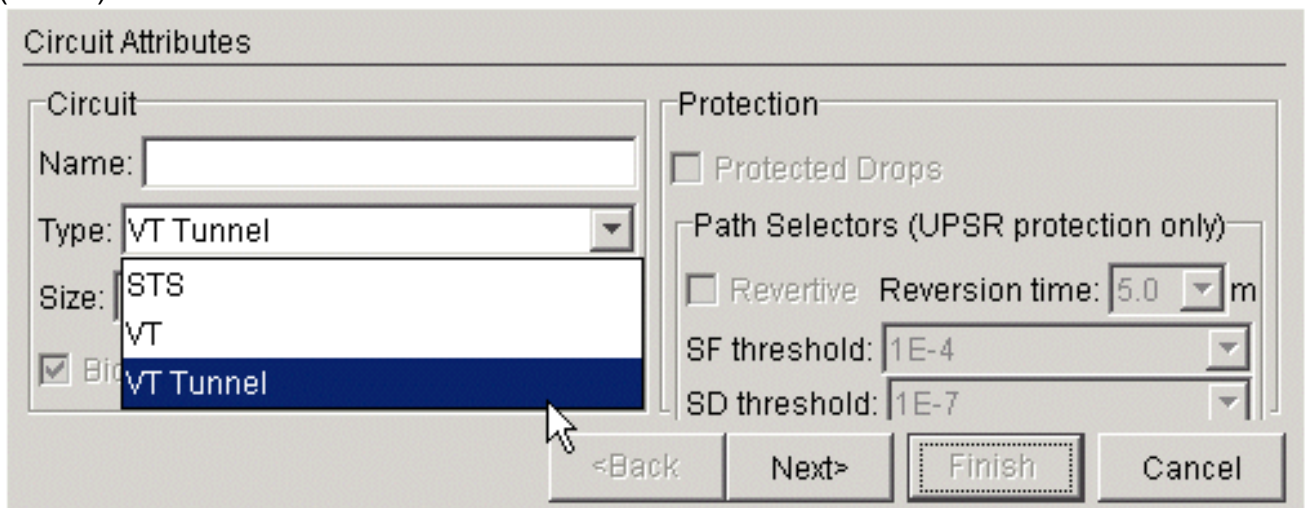 Circuit Attributes
Circuit
Name:
Type: VT Tunnel
STS
Size:
VT
VT Tunnel
Protection
Protected Drops
Path Selectors (UPSR protection only)
Revertive Reversion time: 5.0 m
SF threshold: 1E-4
SD threshold: 1E-7
<Back Next> Finish Cancel